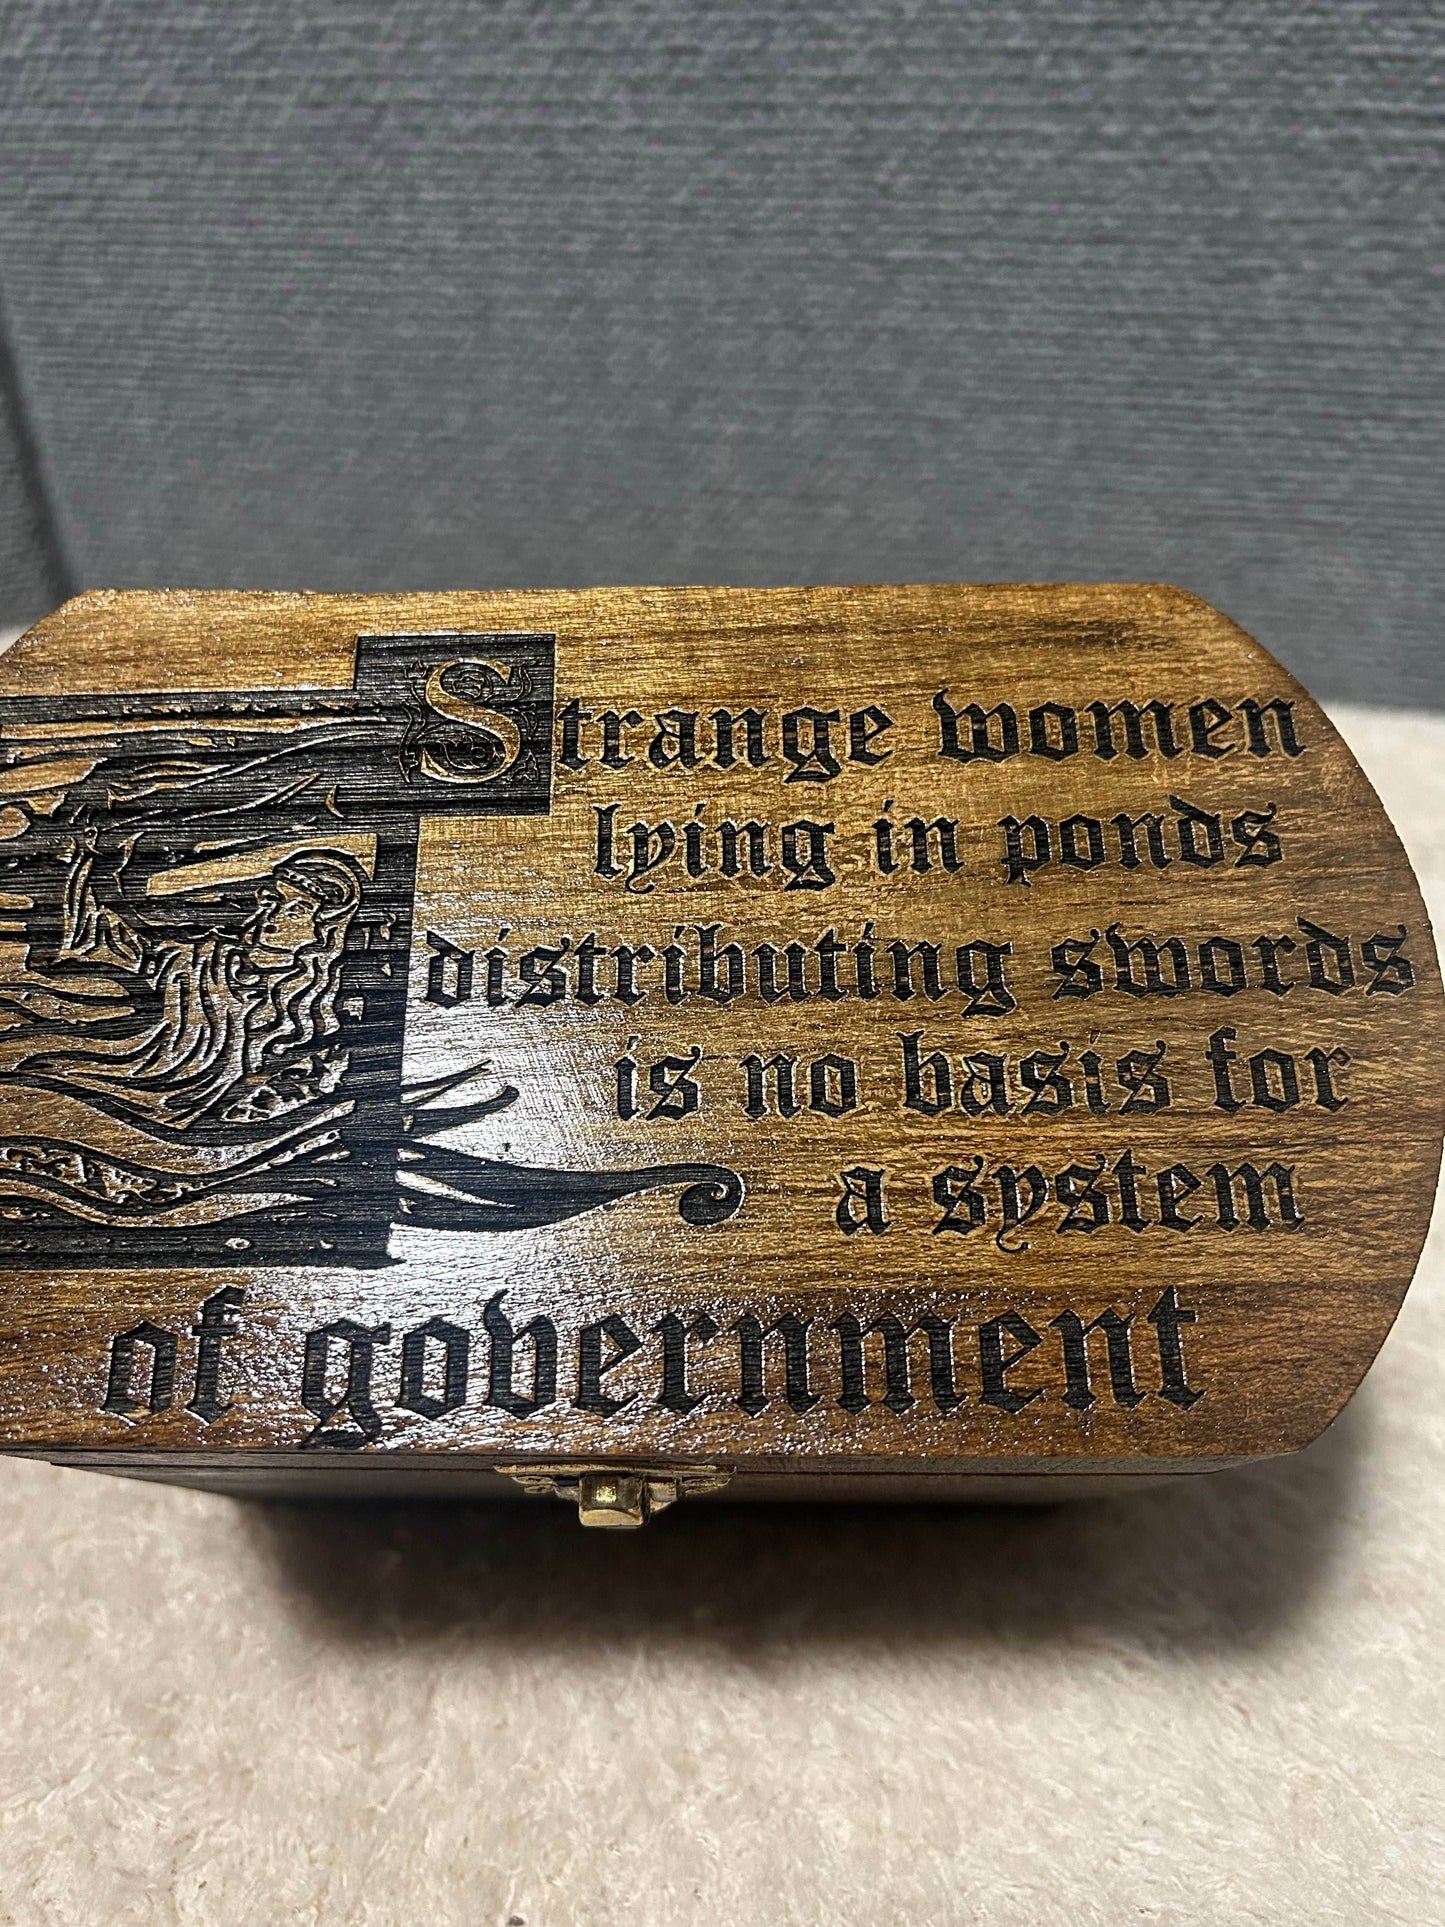 Strange women
lying in ponds
distributing swords
is no basis for
a system
of government